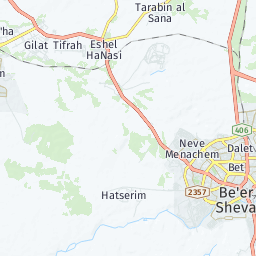 Tarabin al
Sana
Gilat Tifrah
Eshel
HaNasi
406
Neve
Menachem
Dalet
Bet
2357
Be'er
Sheva
Hatserim